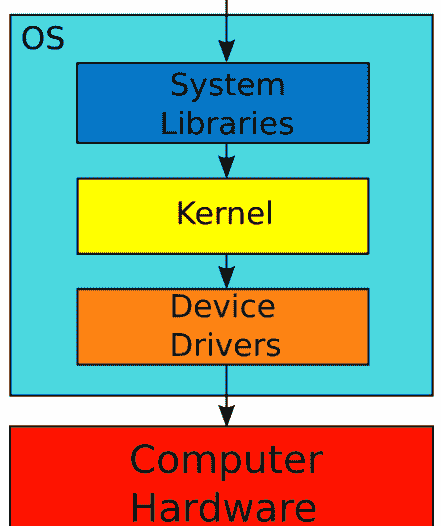 OS
System
Libraries
Kernel
Device
Drivers
Computer
Hardware